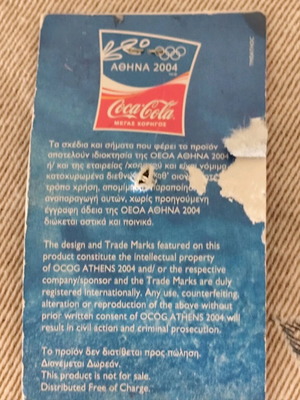 ΑΘΗΝΑ 2004
Coca-Cola
ΜΕΓΑΣ ΧΟΡΗΓΟΣ
Τα σχέδια και σήματα που φέρει το προϊόν
αποτελούν ιδιοκτησία της ΟΕΟΑ ΑΘΗΝΑ 2004
ή/ και της εταιρείας και είναι νόμιμα
κατοχυρωμένα
τρόπο χρήση,
αναπαραγωγή αυτών, χωρίς προηγούμενη
έγγραφη άδεια της ΟΕΟΑ ΑΘΗΝΑ 2004
διώκεται αστικά και ποινικά.
The design and Trade Marks featured on this
product constitute the intellectual property
of OCOG ATHENS 2004 and/ or the respective
company/sponsor and the Trade Marks are duly
registered internationally. Any use, counterfeiting
alteration or reproduction of the above without
prior written content of OCOG ATHENS 2004 will
result in civil action and criminal prosecution.
Το προϊόν δεν διατίθεται προς πώληση.
Διανέμεται Δωρεάν.
This product is not for sale.
Distributed Free of Charge.